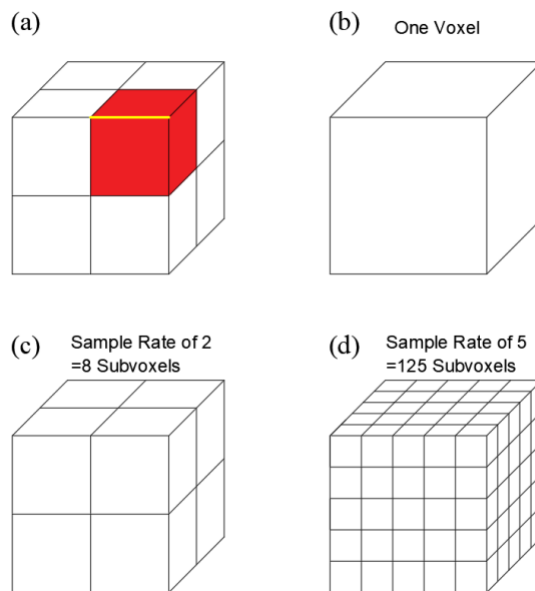 (a)
(b)
One Voxel
(c)
Sample Rate of 2
=8 Subvoxels
(d)
Sample Rate of 5
=125 Subvoxels